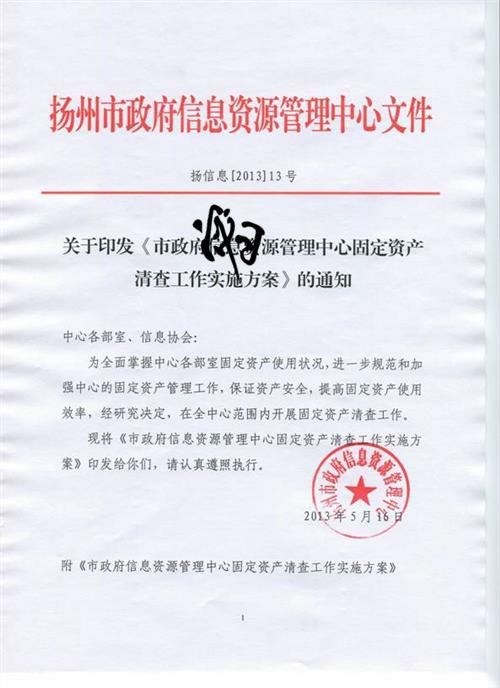 扬州市政府信息资源管理中心文件
扬信息[2013]13号
关于印发《市政府信息资源管理中心固定资产
清查工作实施方案》的通知
中心各部室、信息协会：
为全面掌握中心各部室固定资产使用状况，进一步规范和加
强中心的固定资产管理工作，保证资产安全，提高固定资产使用
效率，经研究决定，在全中心范围内开展固定资产清查工作。
现将《市政府信息资源管理中心固定资产清查工作实施方
案》印发给你们，请认真遵照执行。
扬州市政府信息资源管理中心
2013年5月16日
附《市政府信息资源管理中心固定资产清查工作实施方案》
1